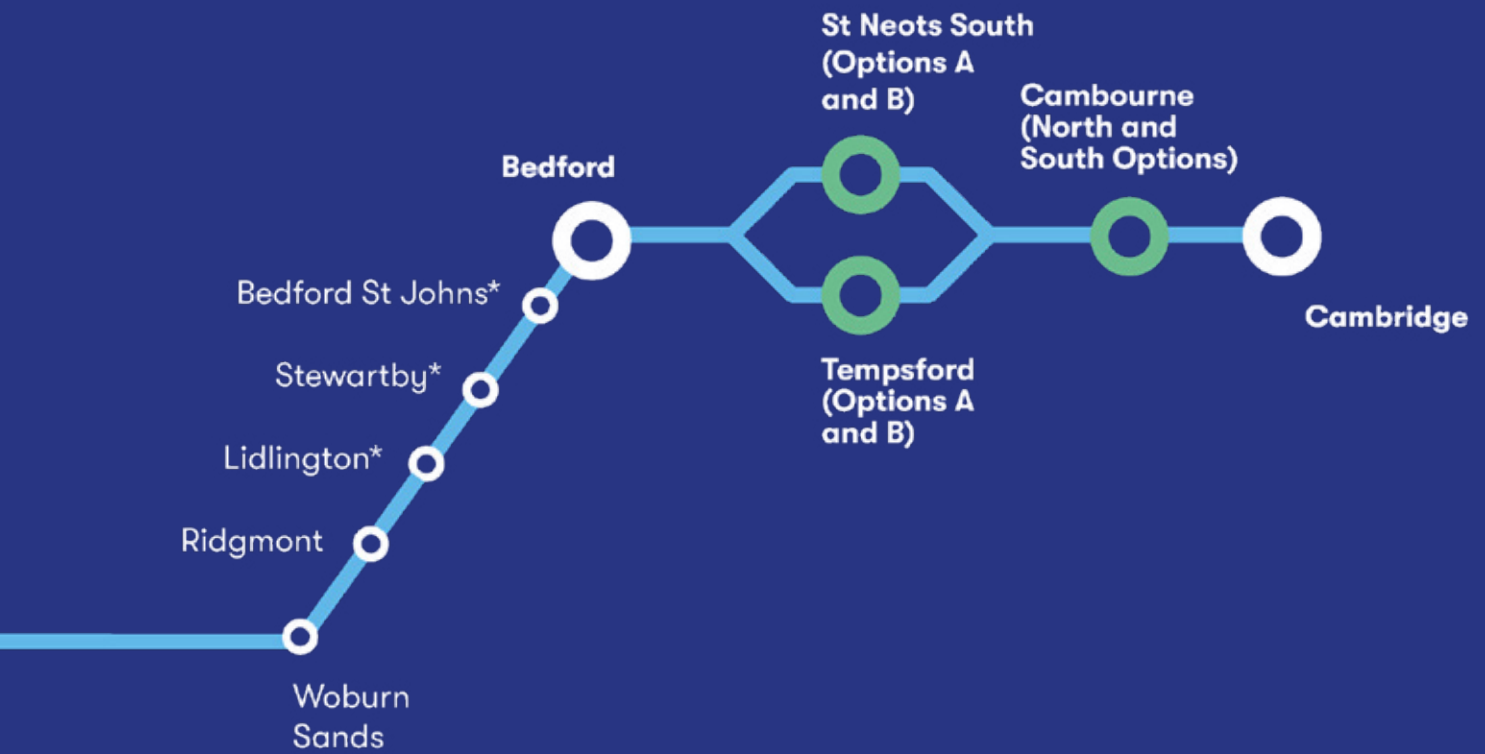 St Neots South
(Options A
and B)
Cambourne
(North and
South Options)
Bedford
Bedford St Johns*
Cambridge
Stewartby*
Tempsford
(Options A
and B)
Lidlington*
Ridgmont
Woburn
Sands